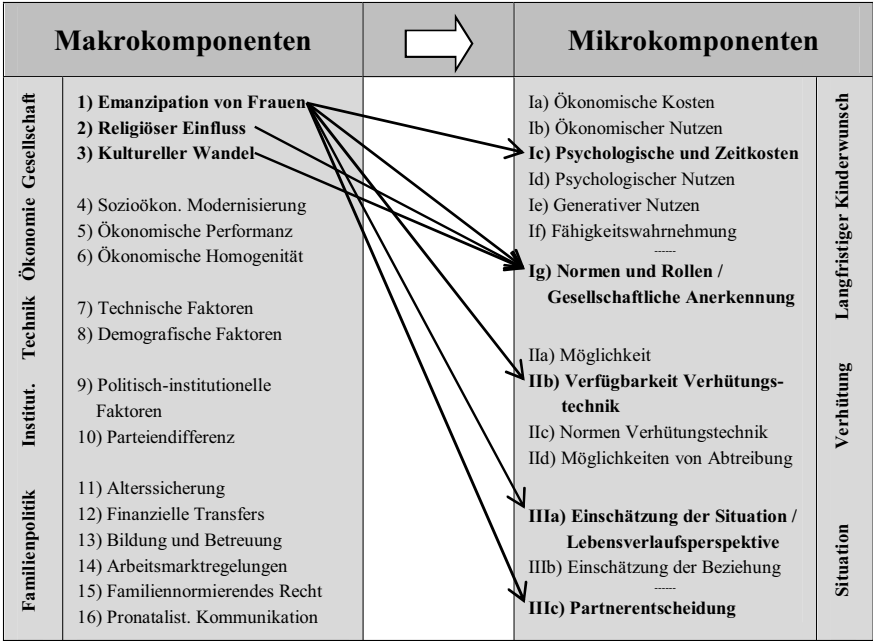 Makrokomponenten
Mikrokomponenten
Gesellschaft
1) Emanzipation von Frauen
2) Religiöser Einfluss
3) Kultureller Wandel
Ökonomie
4) Sozioökon. Modernisierung
5) Ökonomische Performanz
6) Ökonomische Homogenität
Technik
7) Technische Faktoren
8) Demografische Faktoren
Institut.
9) Politisch-institutionelle
Faktoren
10) Parteiendifferenz
Familienpolitik
11) Alterssicherung
12) Finanzielle Transfers
13) Bildung und Betreuung
14) Arbeitsmarktregelungen
15) Familiennormierendes Recht
16) Pronatalist. Kommunikation
Ia) Ökonomische Kosten
Ib) Ökonomischer Nutzen
Ic) Psychologische und Zeitkosten
Id) Psychologischer Nutzen
Ie) Generativer Nutzen
If) Fähigkeitswahrnehmung
------
Ig) Normen und Rollen /
Gesellschaftliche Anerkennung
Langfristiger Kinderwunsch
IIa) Möglichkeit
IIb) Verfügbarkeit Verhütungs-
technik
IIc) Normen Verhütungstechnik
IId) Möglichkeiten von Abtreibung
Verhütung
IIIa) Einschätzung der Situation /
Lebensverlaufsperspektive
IIIb) Einschätzung der Beziehung
------
IIIc) Partnerentscheidung
Situation